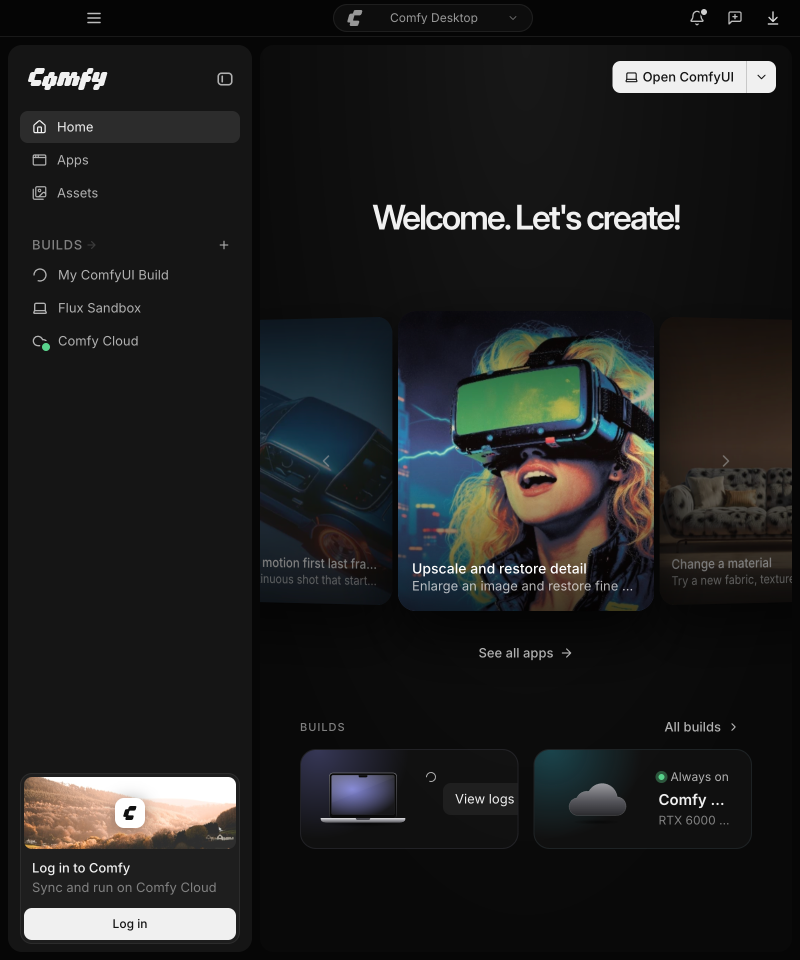 Comfy Desktop
Comfy
Open ComfyUI
Home
Apps
Assets
BUILDS
My ComfyUI Build
Flux Sandbox
Comfy Cloud
Welcome. Let's create!
motion first last fra...
inuous shot that start...
Upscale and restore detail
Enlarge an image and restore fine ...
Change a material
Try a new fabric, texture
See all apps
BUILDS
All builds
View logs
Always on
Comfy ...
RTX 6000 ...
Log in to Comfy
Sync and run on Comfy Cloud
Log in